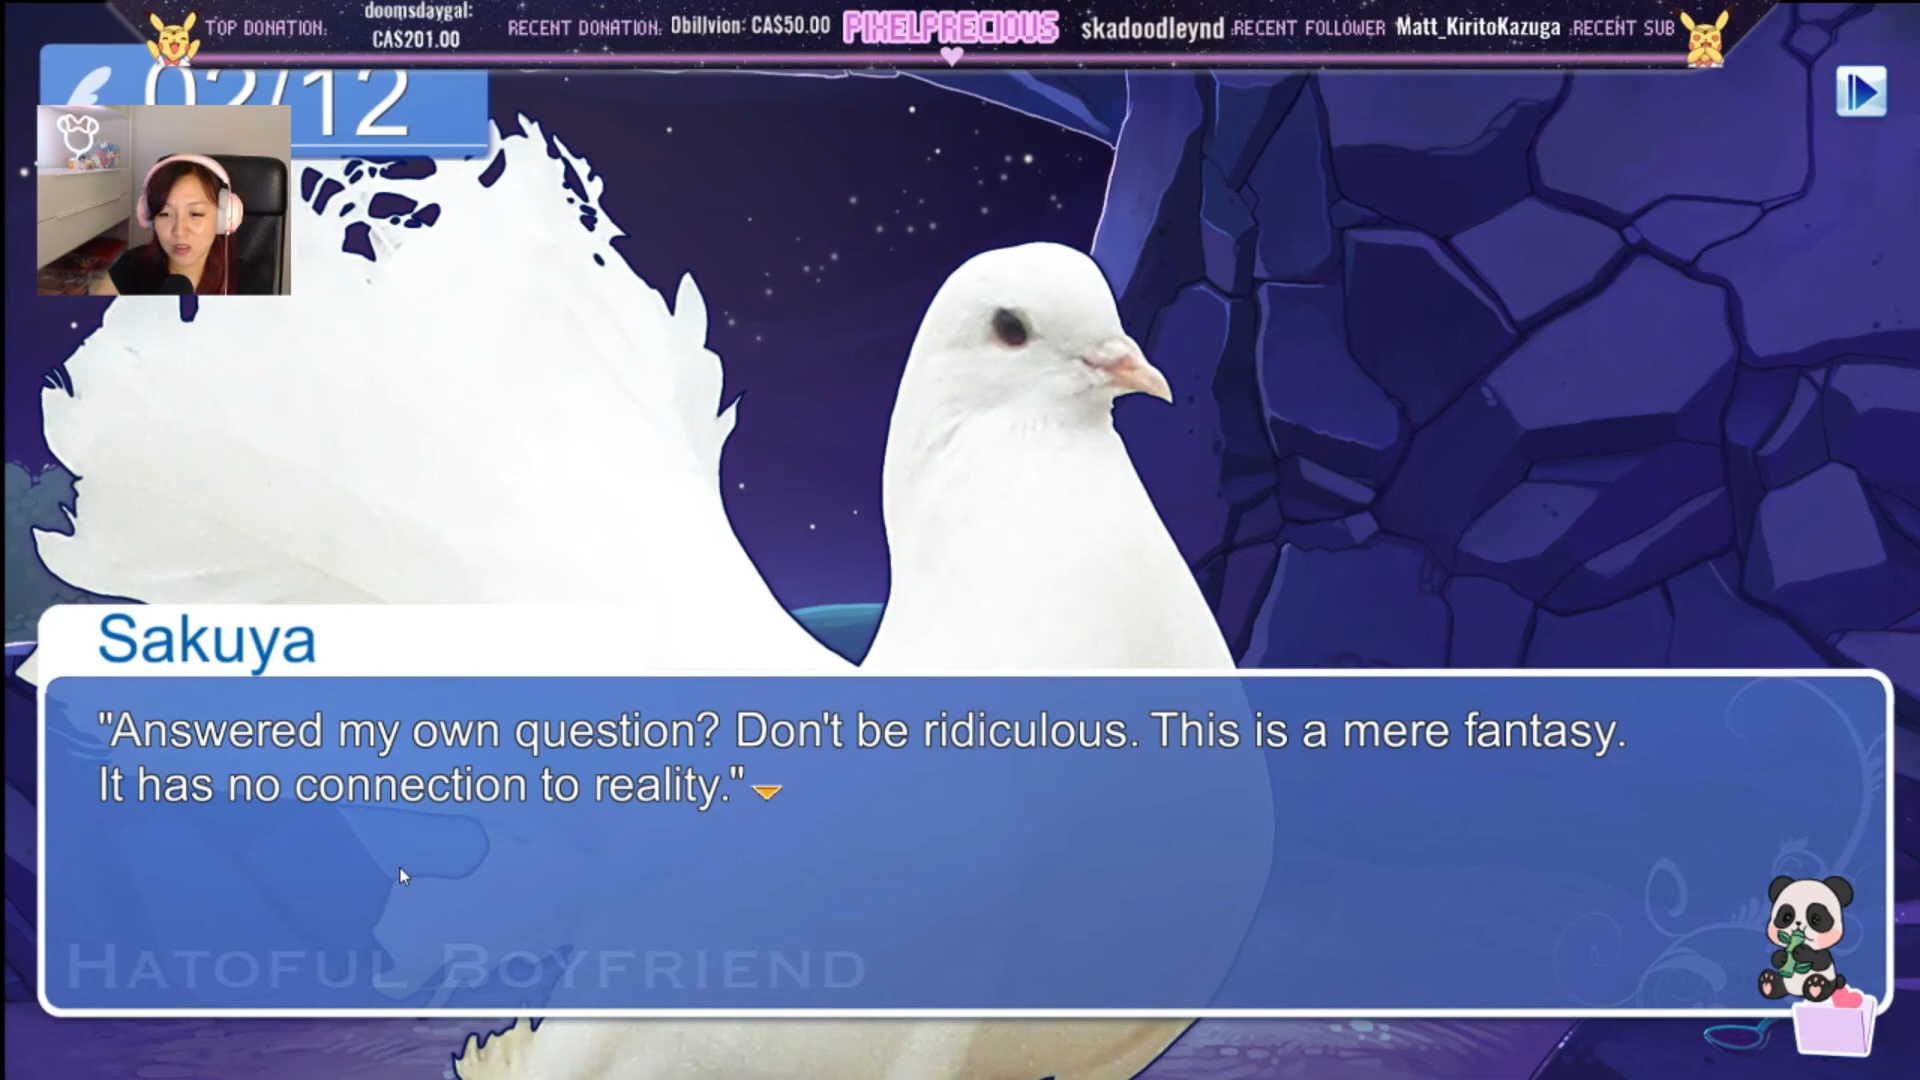 TOP DONATION:
doomsdaygal:
CA$201.00
RECENT DONATION:
Dbillvion: CA$50.00
PIXELPRECIOUS
skadoodleynd
:RECENT FOLLOWER
Matt_KiritoKazuga
:RECENT SUB
02/12
Sakuya
"Answered my own question? Don't be ridiculous. This is a mere fantasy.
It has no connection to reality."
HATOFUL BOYFRIEND